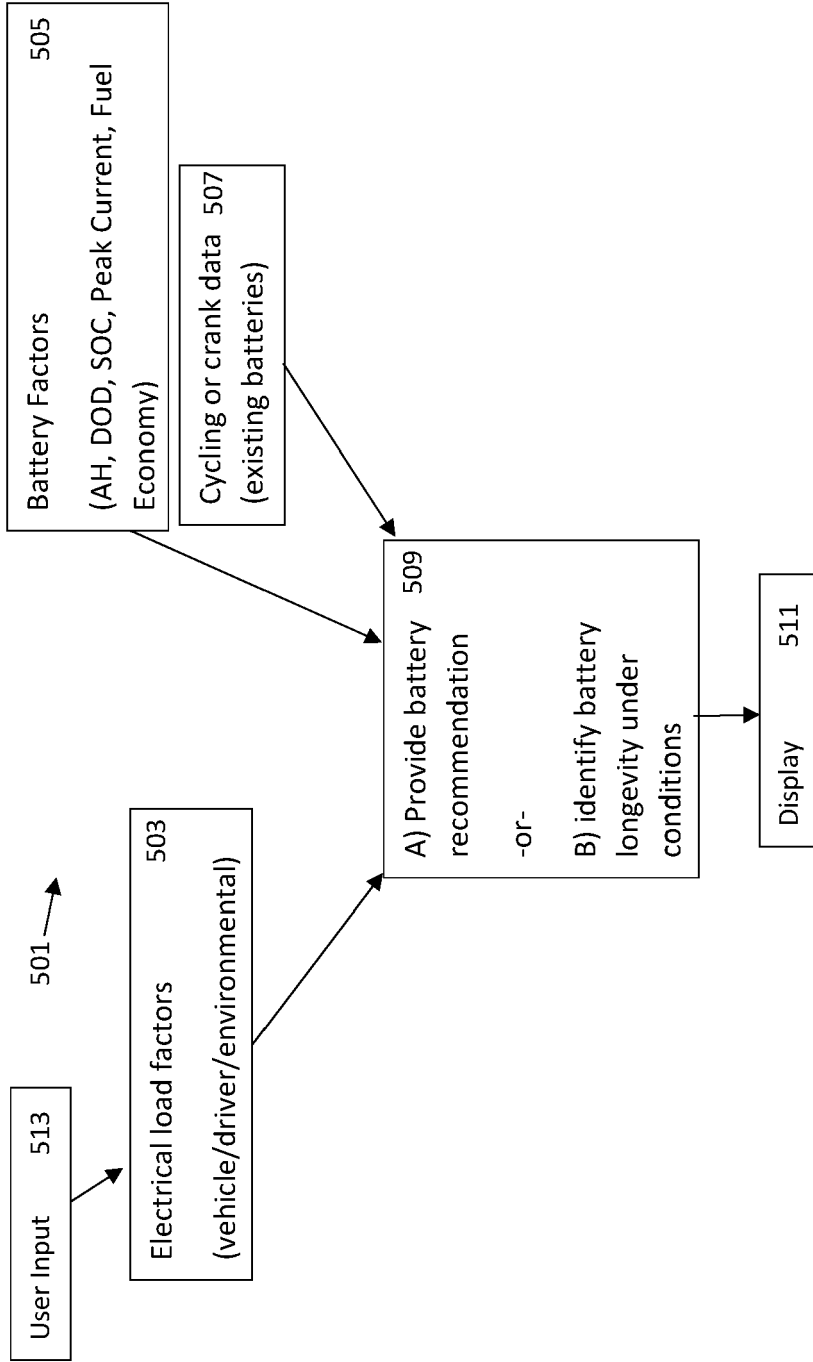 User Input 513
501
Electrical load factors 503
(vehicle/driver/environmental)
Battery Factors 505
(AH, DOD, SOC, Peak Current, Fuel
Economy)
Cycling or crank data 507
(existing batteries)
A) Provide battery 509
recommendation
-or-
B) identify battery
longevity under
conditions
Display 511